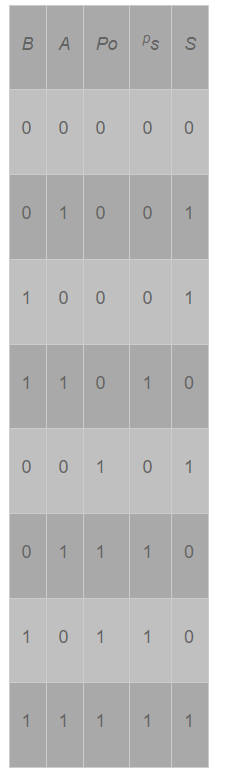 B A Po ps S
0 0 0 0 0
0 1 0 0 1
1 0 0 0 1
1 1 0 1 0
0 0 1 0 1
0 1 1 1 0
1 0 1 1 0
1 1 1 1 1